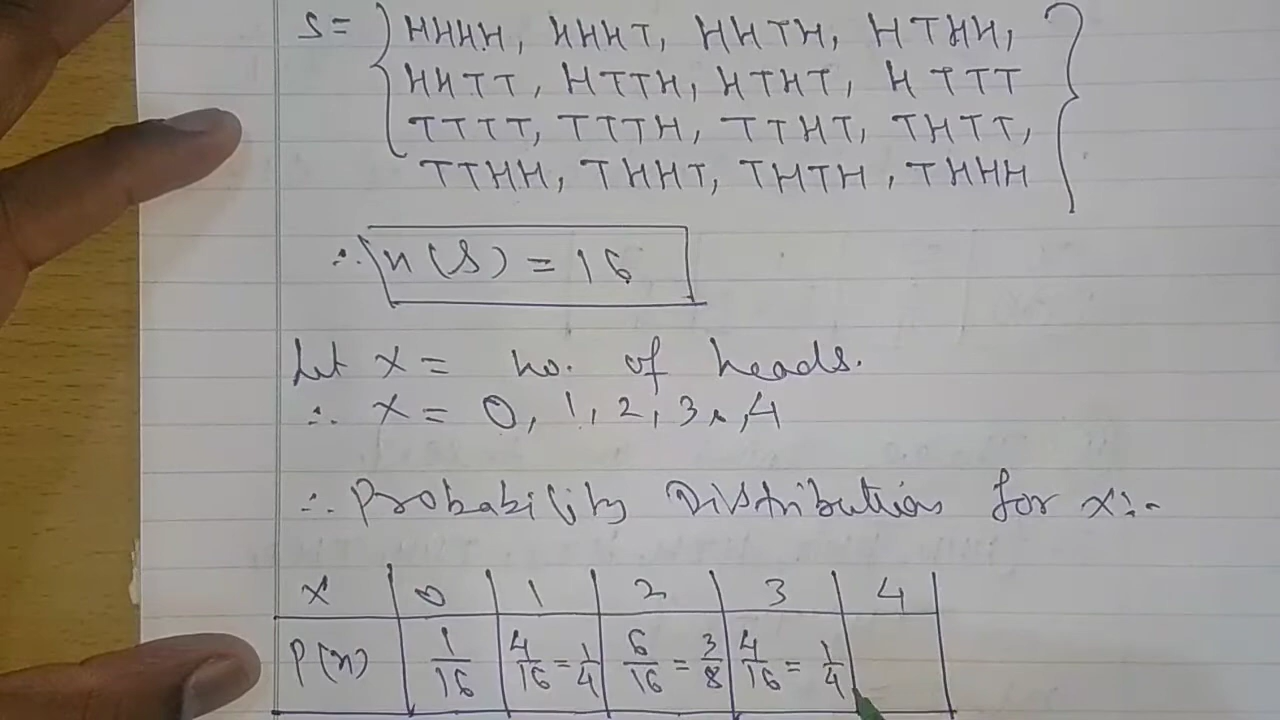 S = { HHHH, HHHT, HHTH, HTHH,
HHTT, HTTH, HTHT, HTTT
TTTT, TTTH, TTHT, THTT,
TTHH, THHT, THTH, THHH }
∴ n(S) = 16
Let X = no. of heads.
∴ X = 0, 1, 2, 3, 4
∴ Probability Distribution for X:-
X 0 1 2 3 4
P(x) 1/16 4/16 = 1/4 6/16 = 3/8 4/16 = 1/4